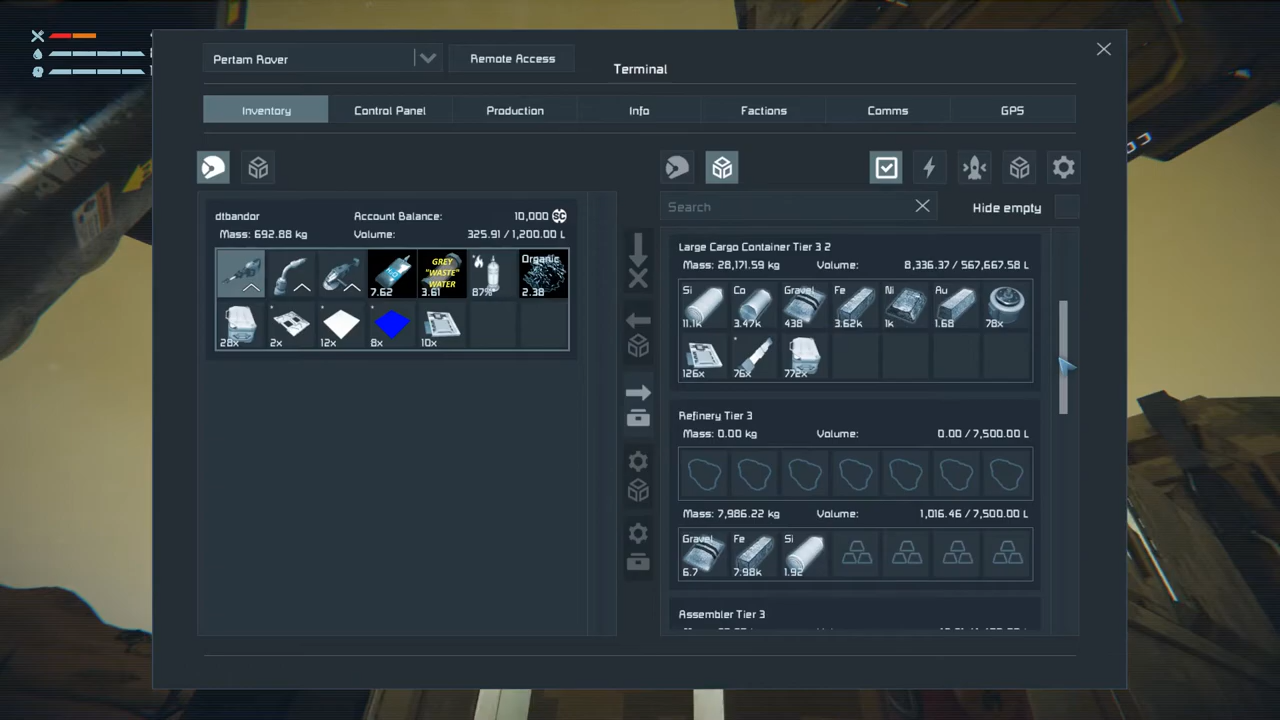 Pertam Rover
Remote Access
Terminal
Inventory
Control Panel
Production
Info
Factions
Comms
GPS
Search
Hide empty
dtbandor
Account Balance:
10,000
SC
Mass: 692.88 kg
Volume:
325.91 / 1,200.00 L
7.62
GREY
"WASTE"
WATER
3.61
87%
Organic
2.38
28x
2x
12x
8x
10x
Large Cargo Container Tier 3 2
Mass: 28,171.59 kg
Volume:
8,336.37 / 567,667.58 L
Si
11.1k
Co
3.47k
Gravel
438
Fe
3.62k
Ni
1k
Au
1.68
78x
126x
76x
772x
Refinery Tier 3
Mass: 0.00 kg
Volume:
0.00 / 7,500.00 L
Mass: 7,986.22 kg
Volume:
1,016.46 / 7,500.00 L
Gravel
6.7
Fe
7.98k
Si
1.92
Assembler Tier 3